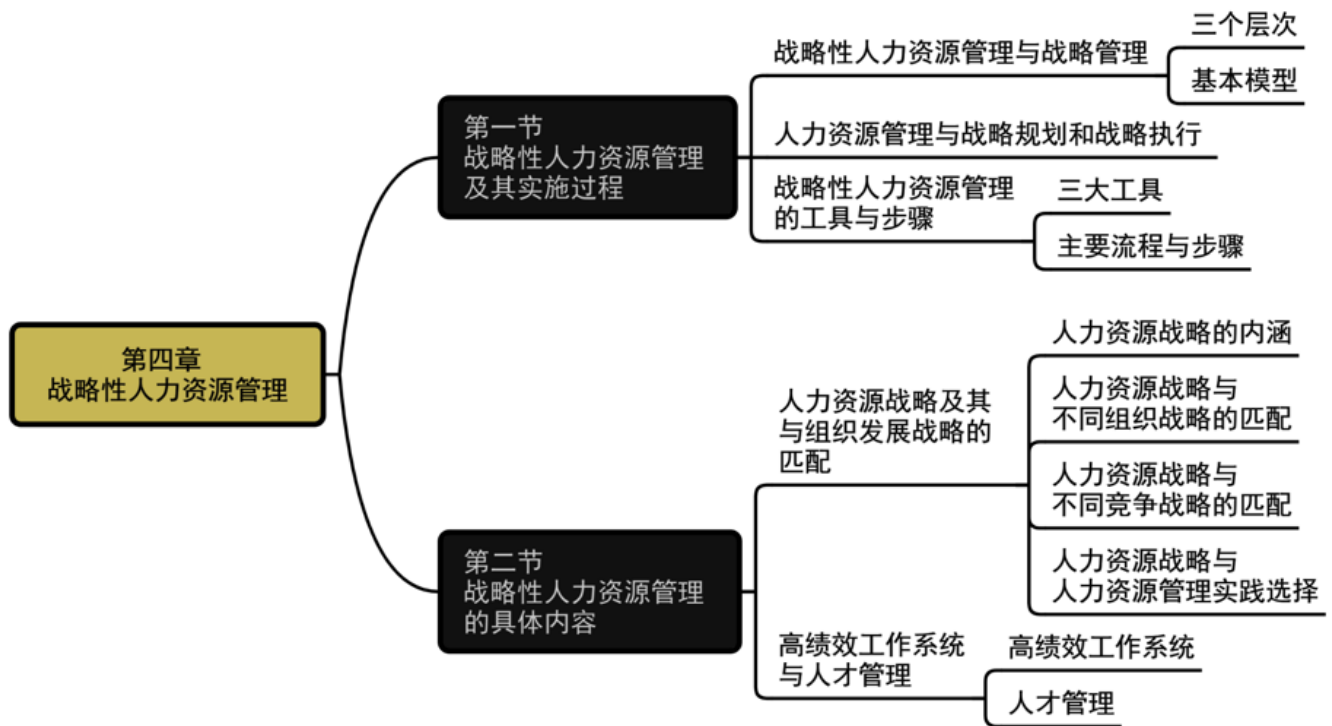 第四章
战略性人力资源管理
第一节
战略性人力资源管理
及其实施过程
战略性人力资源管理与战略管理
三个层次
基本模型
人力资源管理与战略规划和战略执行
战略性人力资源管理
的工具与步骤
三大工具
主要流程与步骤
第二节
战略性人力资源管理
的具体内容
人力资源战略及其
与组织发展战略的
匹配
人力资源战略的内涵
人力资源战略与
不同组织战略的匹配
人力资源战略与
不同竞争战略的匹配
人力资源战略与
人力资源管理实践选择
高绩效工作系统
与人才管理
高绩效工作系统
人才管理